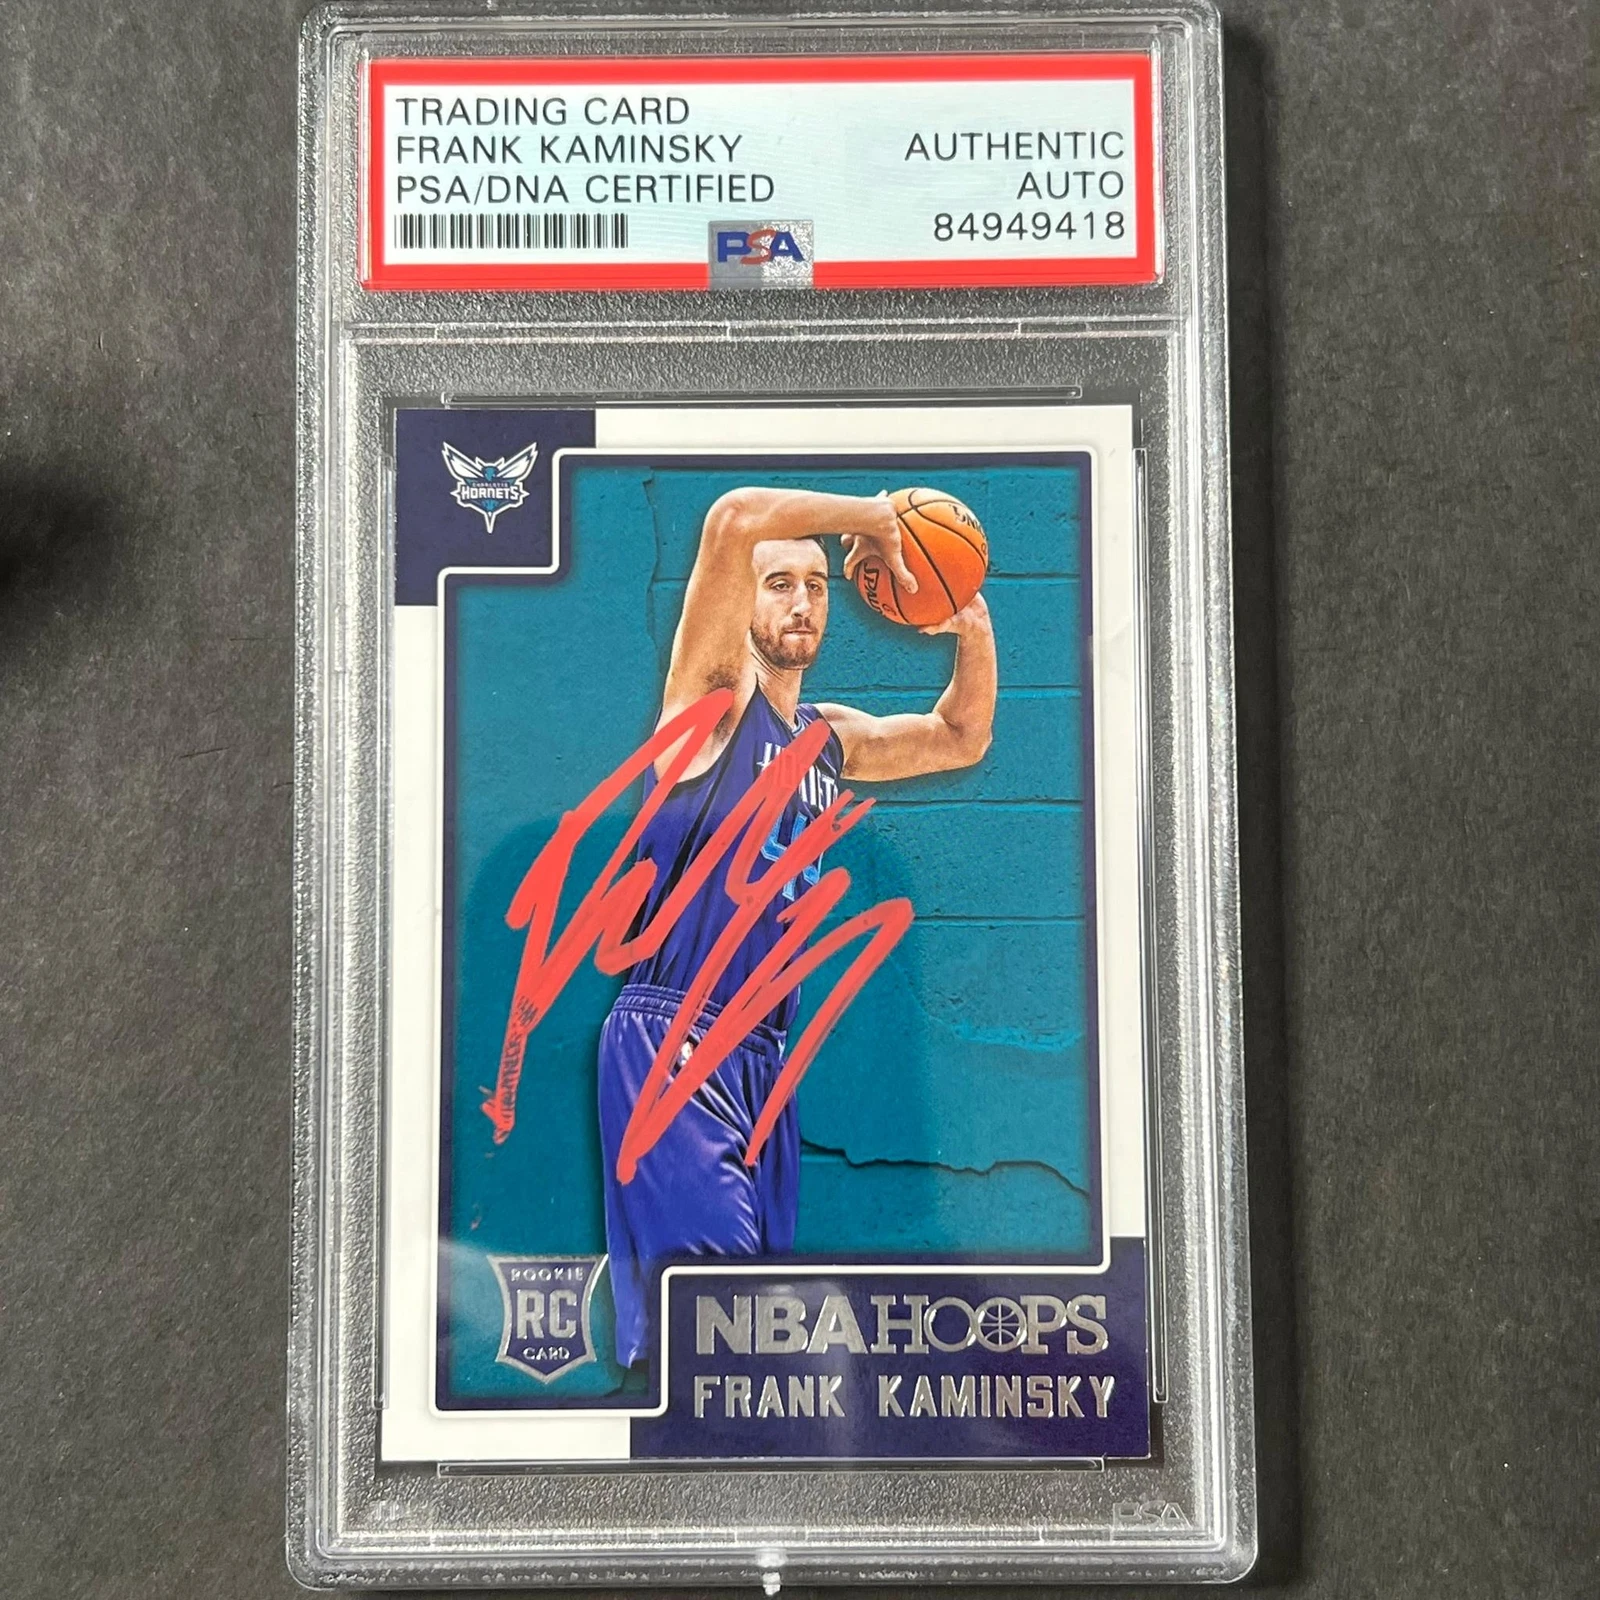 TRADING CARD
FRANK KAMINSKY
PSA/DNA CERTIFIED
AUTHENTIC
AUTO
84949418
PSA
CHARLOTTE
HORNETS
ROOKIE
RC
CARD
NBA HOOPS
FRANK KAMINSKY
PSA